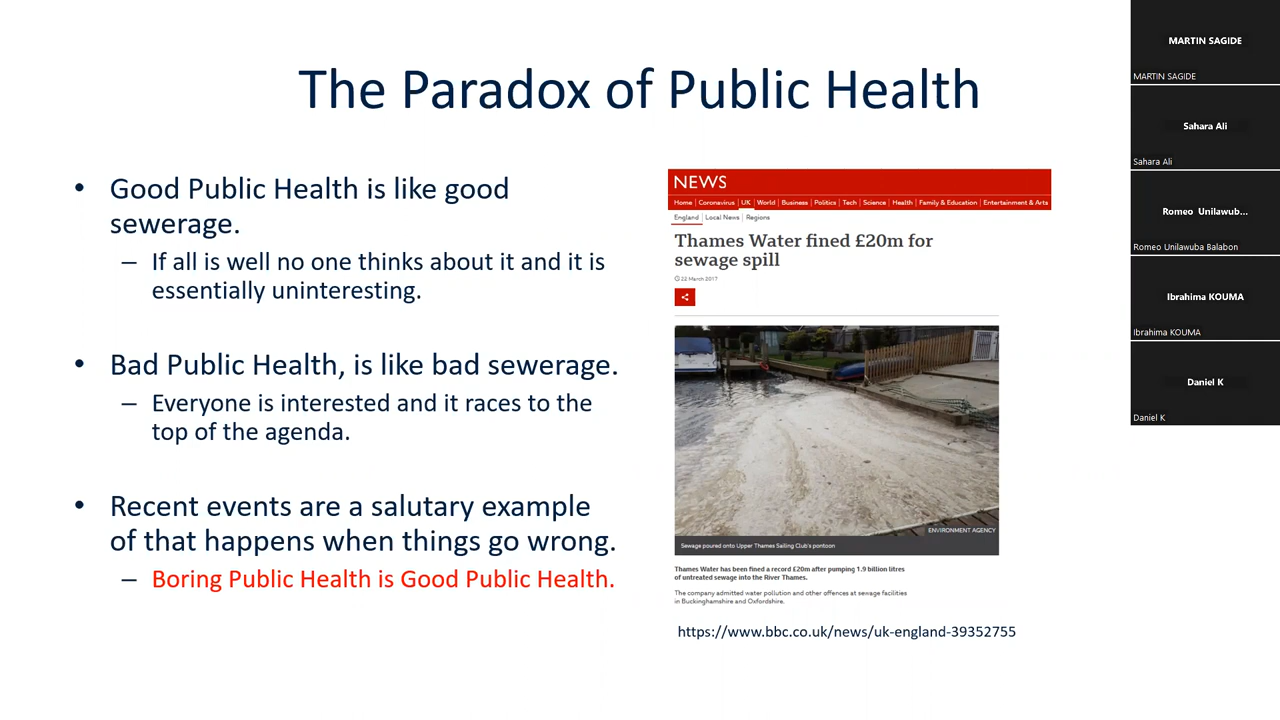 The Paradox of Public Health
• Good Public Health is like good
sewerage.
– If all is well no one thinks about it and it is
essentially uninteresting.
• Bad Public Health, is like bad sewerage.
– Everyone is interested and it races to the
top of the agenda.
• Recent events are a salutary example
of that happens when things go wrong.
– Boring Public Health is Good Public Health.
NEWS
Home | Coronavirus | UK | World | Business | Politics | Tech | Science | Health | Family & Education | Entertainment & Arts
England | Local News | Regions
Thames Water fined £20m for
sewage spill
22 March 2017
ENVIRONMENT AGENCY
Sewage poured onto Upper Thames Sailing Club's pontoon
Thames Water has been fined a record £20m after pumping 1.9 billion litres
of untreated sewage into the River Thames.
The company admitted water pollution and other offences at sewage facilities
in Buckinghamshire and Oxfordshire.
https://www.bbc.co.uk/news/uk-england-39352755
MARTIN SAGIDE
MARTIN SAGIDE
Sahara Ali
Sahara Ali
Romeo Unilawub...
Romeo Unilawuba Balabon
Ibrahima KOUMA
Ibrahima KOUMA
Daniel K
Daniel K